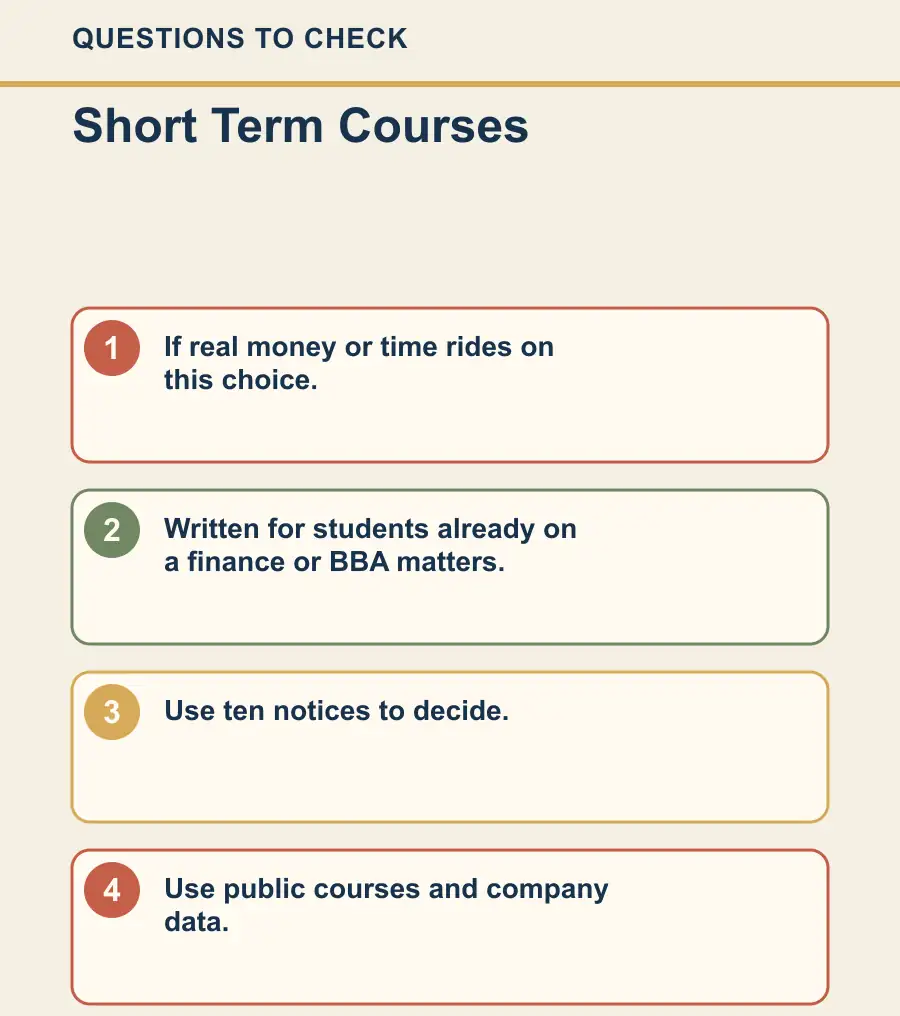 QUESTIONS TO CHECK
Short Term Courses
1
If real money or time rides on
this choice.
2
Written for students already on
a finance or BBA matters.
3
Use ten notices to decide.
4
Use public courses and company
data.